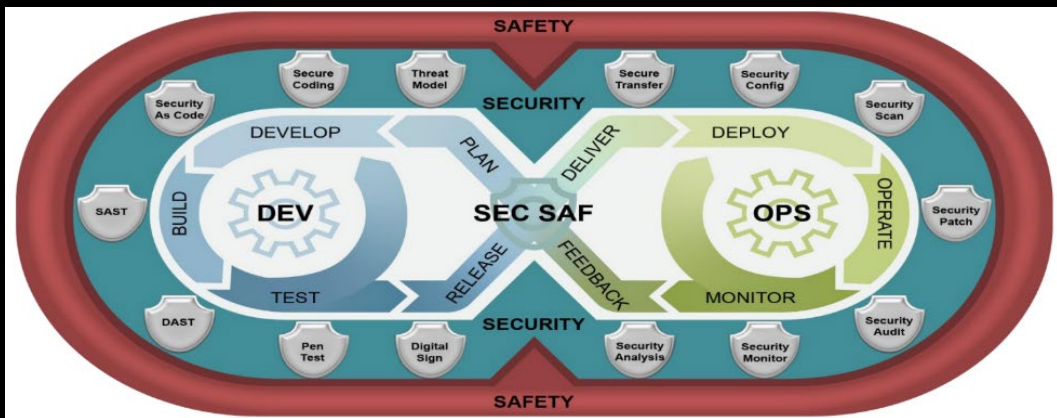 SAFETY
Secure
Coding
Threat
Model
Secure
Transfer
Security
Config
SECURITY
Security
As Code
Security
Scan
DEVELOP
PLAN
DELIVER
DEPLOY
SAST
BUILD
DEV
SEC SAF
OPS
OPERATE
Security
Patch
TEST
RELEASE
FEEDBACK
MONITOR
DAST
SECURITY
Security
Audit
Pen
Test
Digital
Sign
Security
Analysis
Security
Monitor
SAFETY